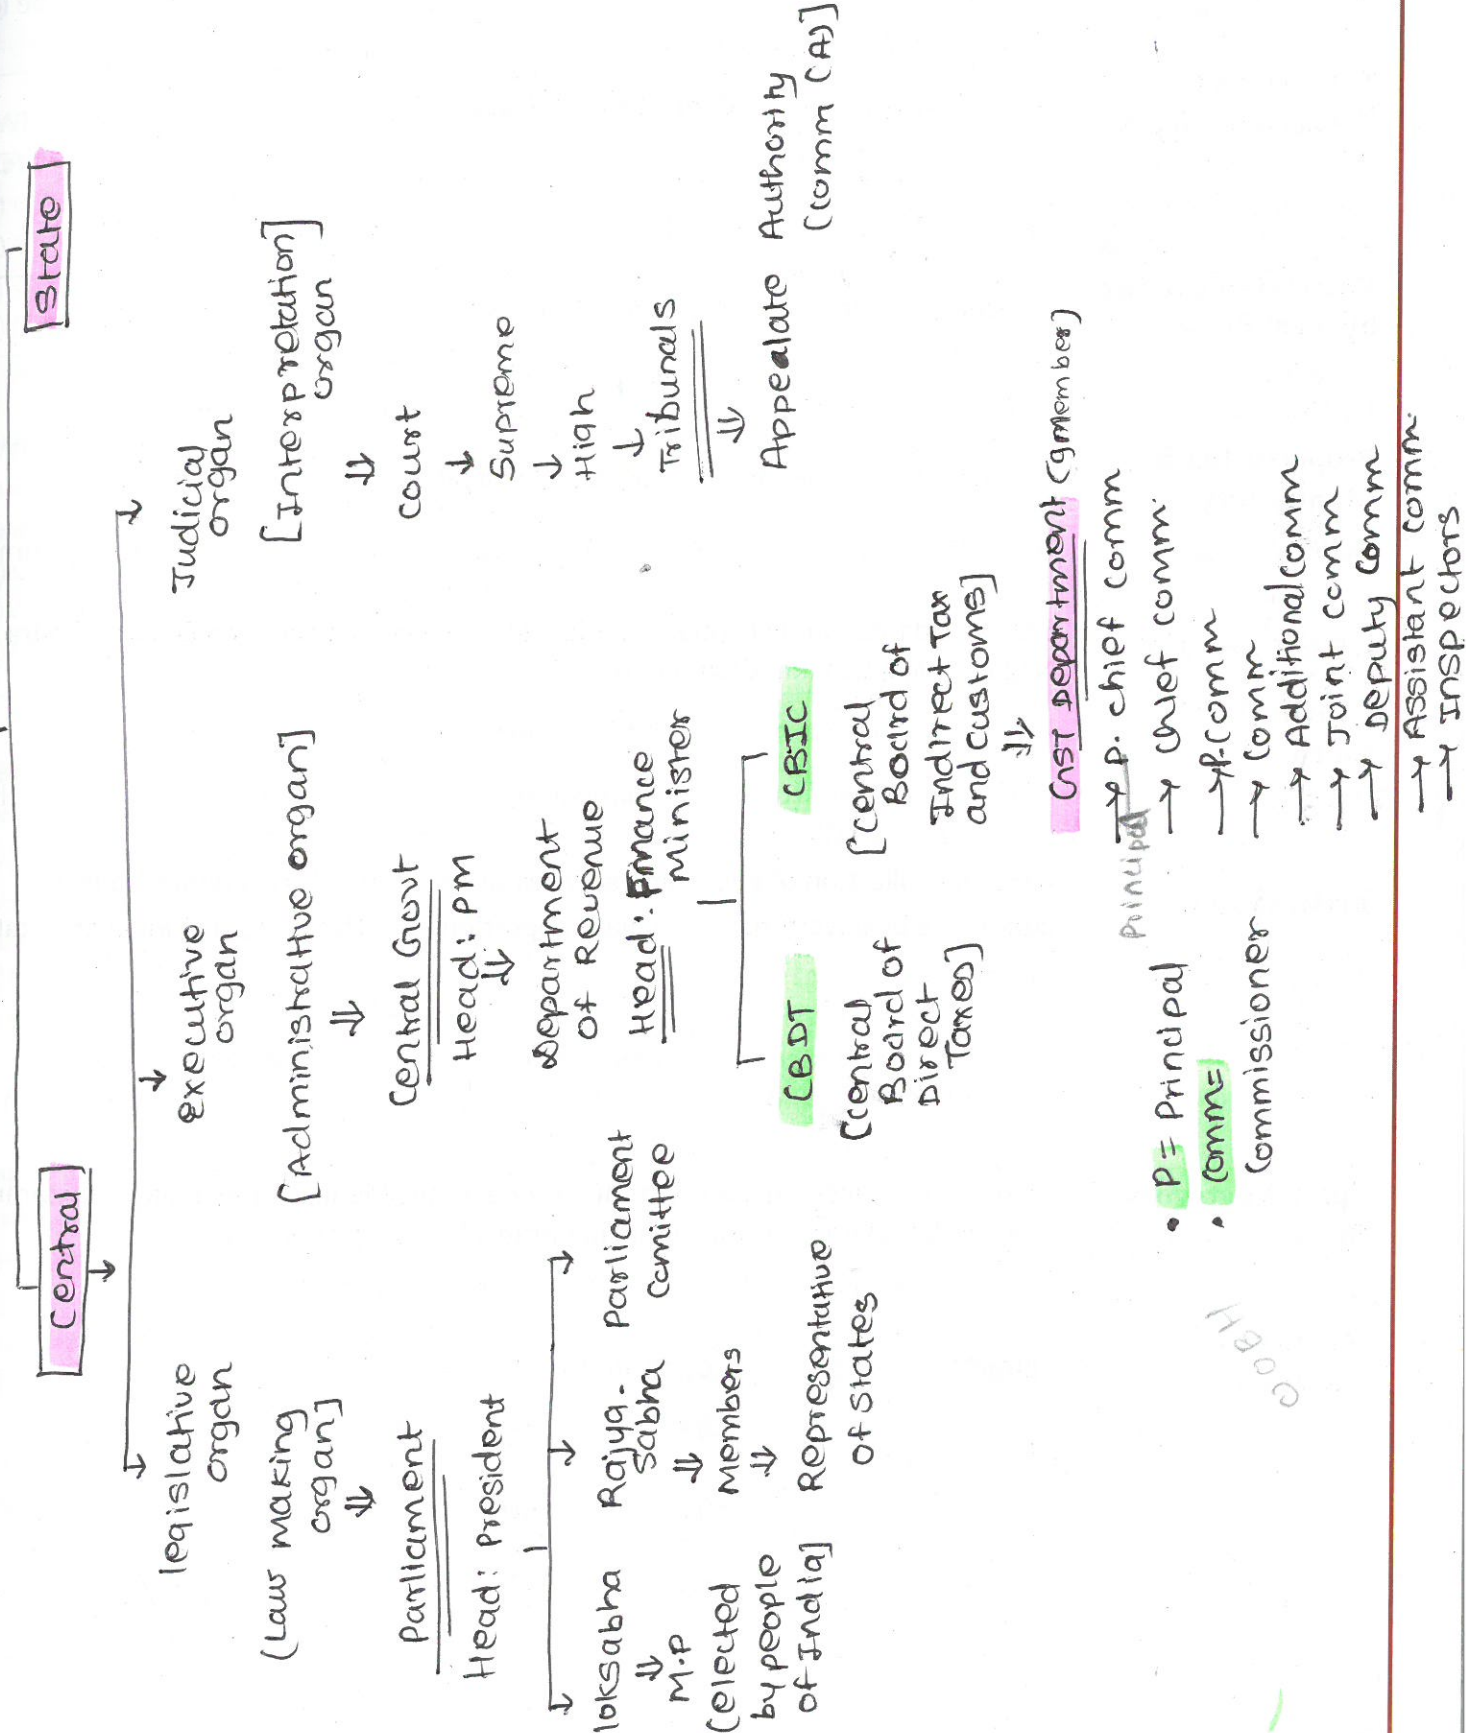 Central
State
legislative
organ
(Law making
organ]
Parliament
Head: President
loksabha
M.P
(elected
by people
of India]
Rajya-
Sabha
Members
Representative
of States
Parliament
Comittee
executive
organ
[Administrative organ]
Central Govt
Head: PM
Department
of Revenue
Head: Finance
Minister
CBDT
(Central
Board of
Direct
Taxes]
CBIC
[Central
Board of
Indirect Tax
and customs]
GST Department (9member)
P. chief comm
Principal
Chief comm.
P.comm
Comm
Additional Comm
Joint comm
Deputy Comm
Assistant comm.
Inspectors
• P = Principal
• Comm =
Commissioner
Judicial
organ
[Interpretation]
organ
Court
Supreme
High
Tribunals
Appealate Authority
(comm (A)]